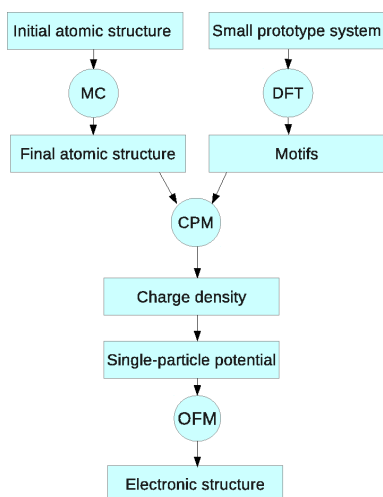 Initial atomic structure
Small prototype system
MC
DFT
Final atomic structure
Motifs
CPM
Charge density
Single-particle potential
OFM
Electronic structure